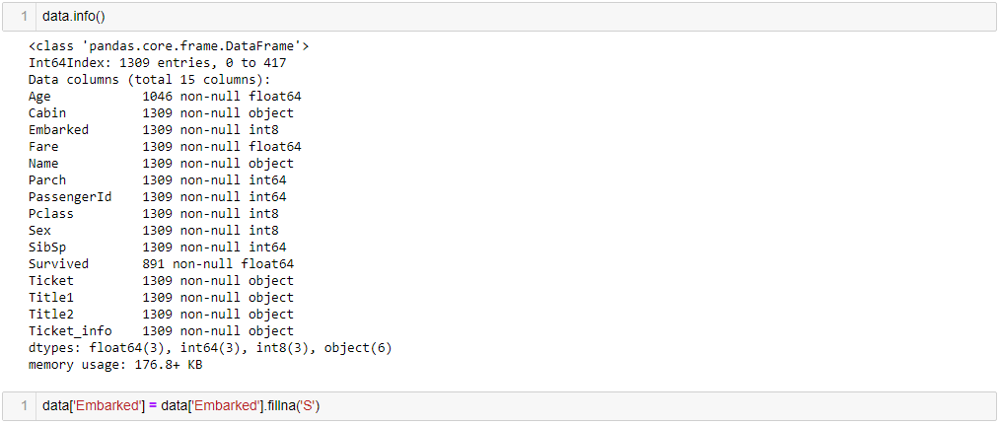 1 data.info()
<class 'pandas.core.frame.DataFrame'>
Int64Index: 1309 entries, 0 to 417
Data columns (total 15 columns):
Age            1046 non-null float64
Cabin          1309 non-null object
Embarked       1309 non-null int8
Fare           1309 non-null float64
Name           1309 non-null object
Parch          1309 non-null int64
PassengerId    1309 non-null int64
Pclass         1309 non-null int8
Sex            1309 non-null int8
SibSp          1309 non-null int64
Survived       891 non-null float64
Ticket         1309 non-null object
Title1         1309 non-null object
Title2         1309 non-null object
Ticket_info    1309 non-null object
dtypes: float64(3), int64(3), int8(3), object(6)
memory usage: 176.8+ KB
1 data['Embarked'] = data['Embarked'].fillna('S')